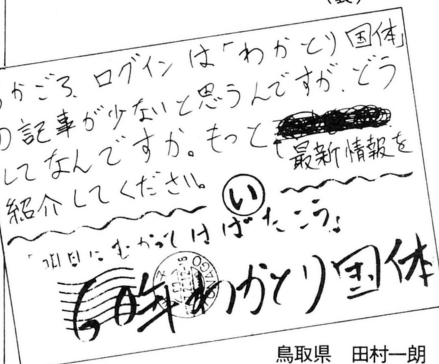 かごろ、ログインは「わかとり国体」
の記事が少ないと思うんですが、どう
してなんですか。もっと
最新情報を
紹介してください。
い
にむかってはばたこう」
60年わかとり国体
鳥取県 田村一朗